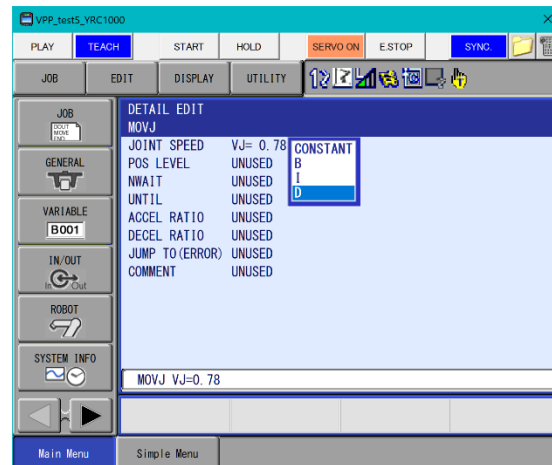 VPP_test5_YRC1000
PLAY TEACH START HOLD SERVO ON E.STOP SYNC.
JOB EDIT DISPLAY UTILITY
JOB
DOUT
MOVE
END
GENERAL
VARIABLE
B001
IN/OUT
In Out
ROBOT
SYSTEM INFO
DETAIL EDIT
MOVJ
JOINT SPEED VJ= 0.78
POS LEVEL UNUSED
NWAIT UNUSED
UNTIL UNUSED
ACCEL RATIO UNUSED
DECEL RATIO UNUSED
JUMP TO(ERROR) UNUSED
COMMENT UNUSED
CONSTANT
B
I
D
MOVJ VJ=0.78
Main Menu Simple Menu